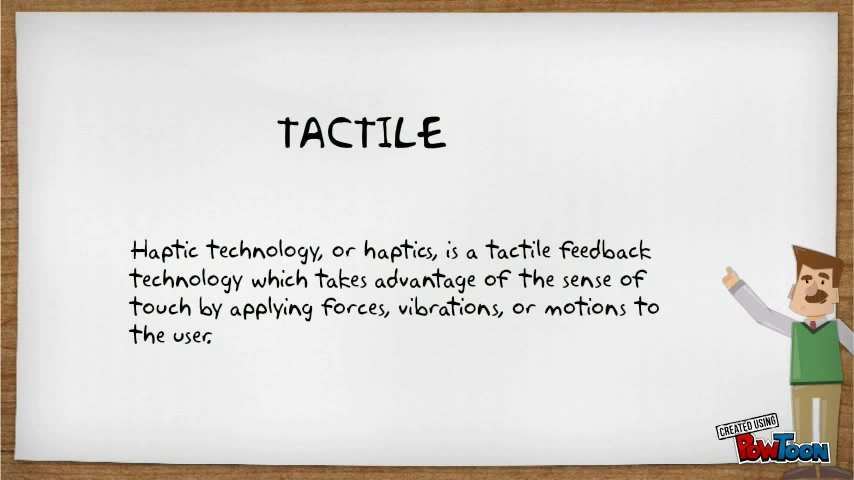 TACTILE
Haptic technology, or haptics, is a tactile feedback
technology which takes advantage of the sense of
touch by applying forces, vibrations, or motions to
the user.
CREATED USING
POWTOON